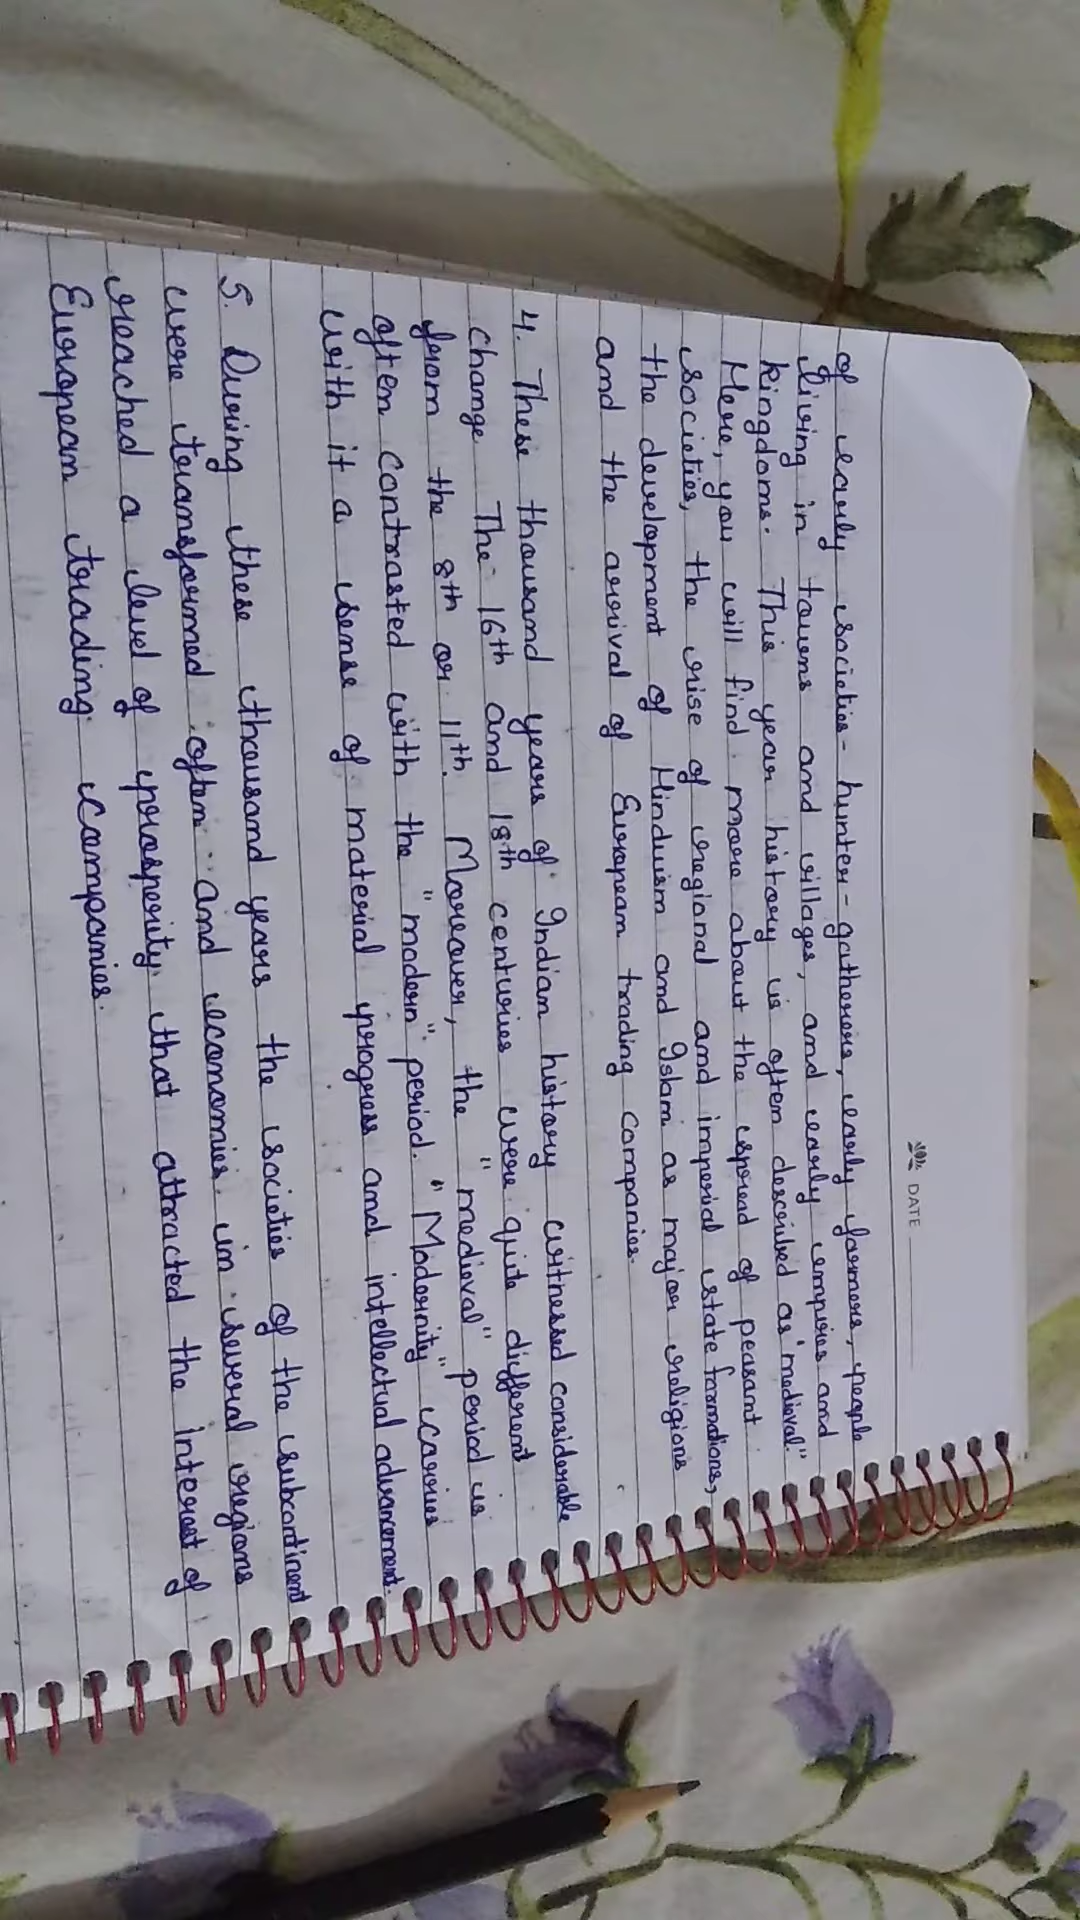 DATE
of early societies - hunter - gatherers, early farmers, people
living in towns and villages, and early empires and
kingdoms. This years history is often described as "medieval."
Here, you will find more about the spread of peasant
societies, the rise of regional and imperial state formations,
the development of Hinduism and Islam as major religions
and the arrival of European trading companies.
4. These thousand years of Indian history witnessed considerable
change. The 16th and 18th centuries were quite different
from the 8th or 11th. Moreover, the "medieval" period is
often contrasted with the "modern" period. "Modernity" carries
with it a sense of material progress and intellectual advancement.
5. During these thousand years the societies of the subcontinent
were transformed often and economies in several regions
reached a level of prosperity that attracted the interest of
European trading companies.